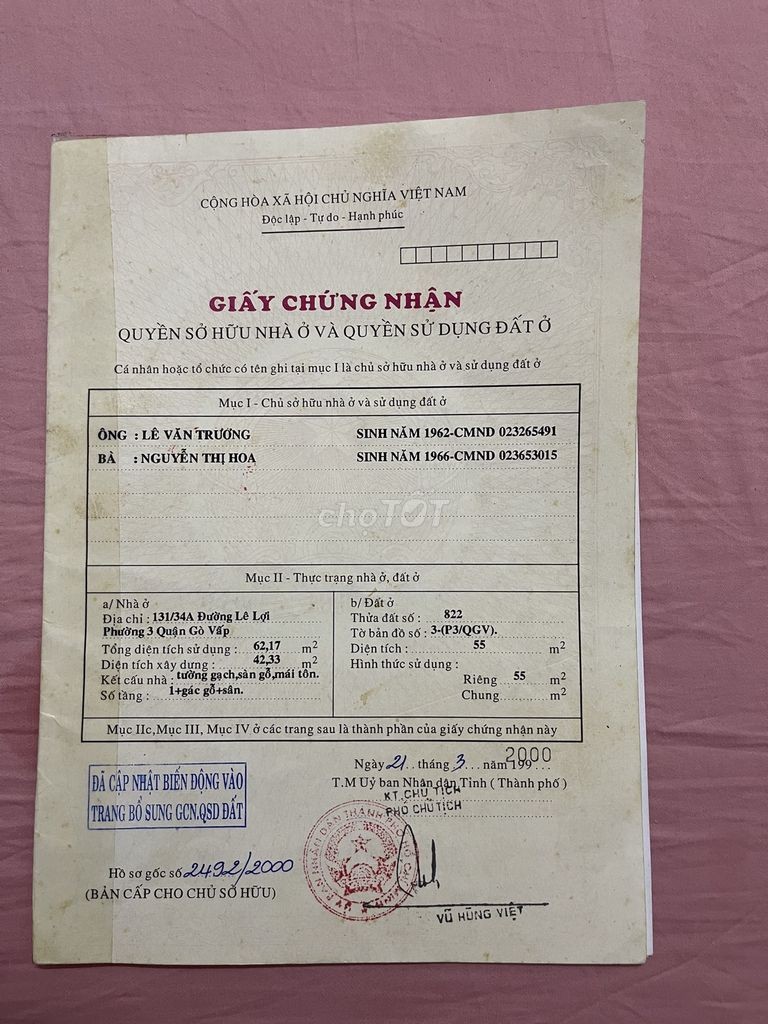 CỘNG HÒA XÃ HỘI CHỦ NGHĨA VIỆT NAM
Độc lập - Tự do - Hạnh phúc
GIẤY CHỨNG NHẬN
QUYỀN SỞ HỮU NHÀ Ở VÀ QUYỀN SỬ DỤNG ĐẤT Ở
Cá nhân hoặc tổ chức có tên ghi tại mục I là chủ sở hữu nhà ở và sử dụng đất ở
Mục I - Chủ sở hữu nhà ở và sử dụng đất ở
ÔNG : LÊ VĂN TRƯƠNG SINH NĂM 1962-CMND 023265491
BÀ : NGUYỄN THỊ HOA SINH NĂM 1966-CMND 023653015
chợTỐT
Mục II - Thực trạng nhà ở, đất ở
a/ Nhà ở
Địa chỉ : 131/34A Đường Lê Lợi
Phường 3 Quận Gò Vấp
Tổng diện tích sử dụng : 62,17 m2
Diện tích xây dựng : 42,33 m2
Kết cấu nhà : tường gạch,sàn gỗ,mái tôn.
Số tầng : 1+gác gỗ+sân.
b/ Đất ở
Thửa đất số : 822
Tờ bản đồ số : 3-(P3/QGV).
Diện tích : 55 m2
Hình thức sử dụng :
Riêng 55 m2
Chung m2
Mục IIc,Mục III, Mục IV ở các trang sau là thành phần của giấy chứng nhận này
Ngày 21 tháng 3 năm 199 2000
T.M Uỷ ban Nhân dân Tỉnh ( Thành phố )
KT.CHỦ TỊCH
PHÓ CHỦ TỊCH
ĐÃ CẬP NHẬT BIẾN ĐỘNG VÀO
TRANG BỔ SUNG GCN.QSD ĐẤT
Hồ sơ gốc số 2492/2000
(BẢN CẤP CHO CHỦ SỞ HỮU)
VŨ HÙNG VIỆT